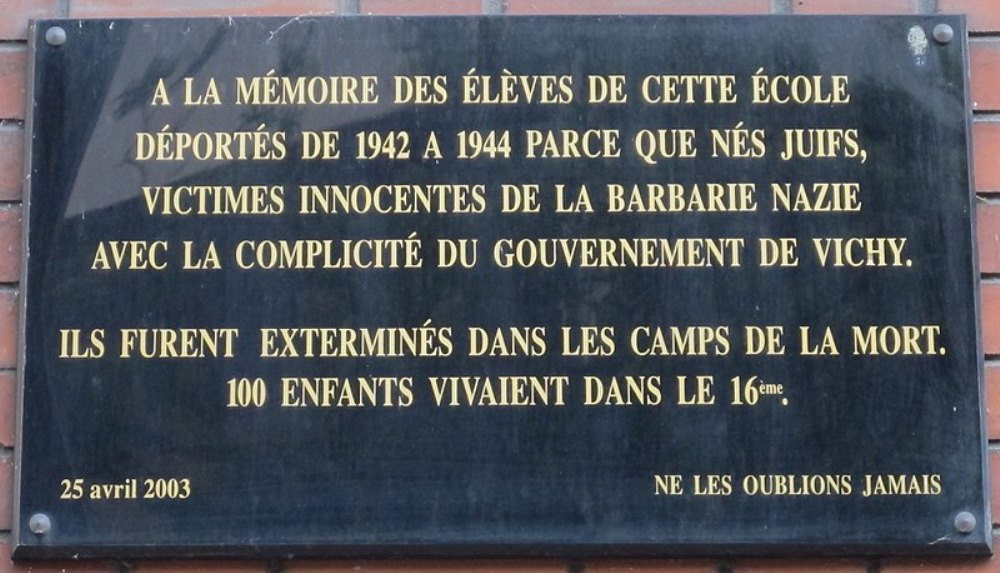 A LA MÉMOIRE DES ÉLÈVES DE CETTE ÉCOLE
DÉPORTÉS DE 1942 A 1944 PARCE QUE NÉS JUIFS,
VICTIMES INNOCENTES DE LA BARBARIE NAZIE
AVEC LA COMPLICITÉ DU GOUVERNEMENT DE VICHY.
ILS FURENT EXTERMINÉS DANS LES CAMPS DE LA MORT.
100 ENFANTS VIVAIENT DANS LE 16ème.
25 avril 2003
NE LES OUBLIONS JAMAIS